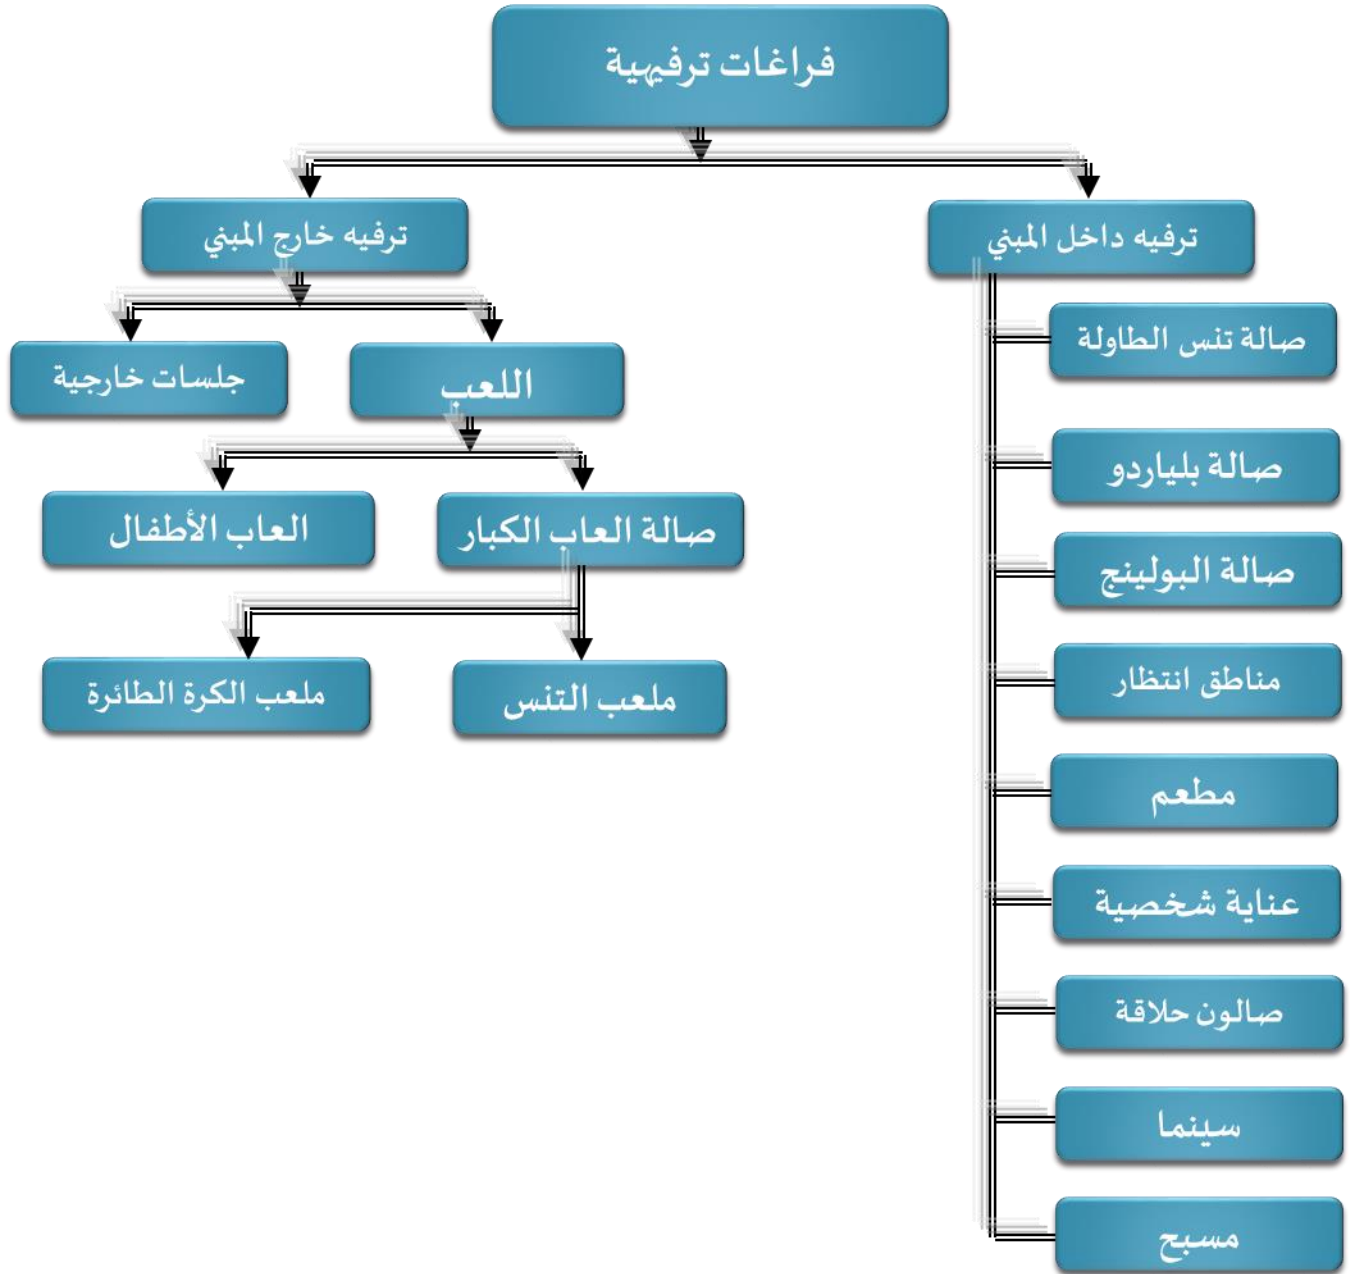 فراغات ترفيهية
ترفيه داخل المبني
ترفيه خارج المبني
صالة تنس الطاولة
صالة بلياردو
صالة البولينج
مناطق انتظار
مطعم
عناية شخصية
صالون حلاقة
سينما
مسبح
اللعب
جلسات خارجية
صالة العاب الكبار
العاب الأطفال
ملعب التنس
ملعب الكرة الطائرة